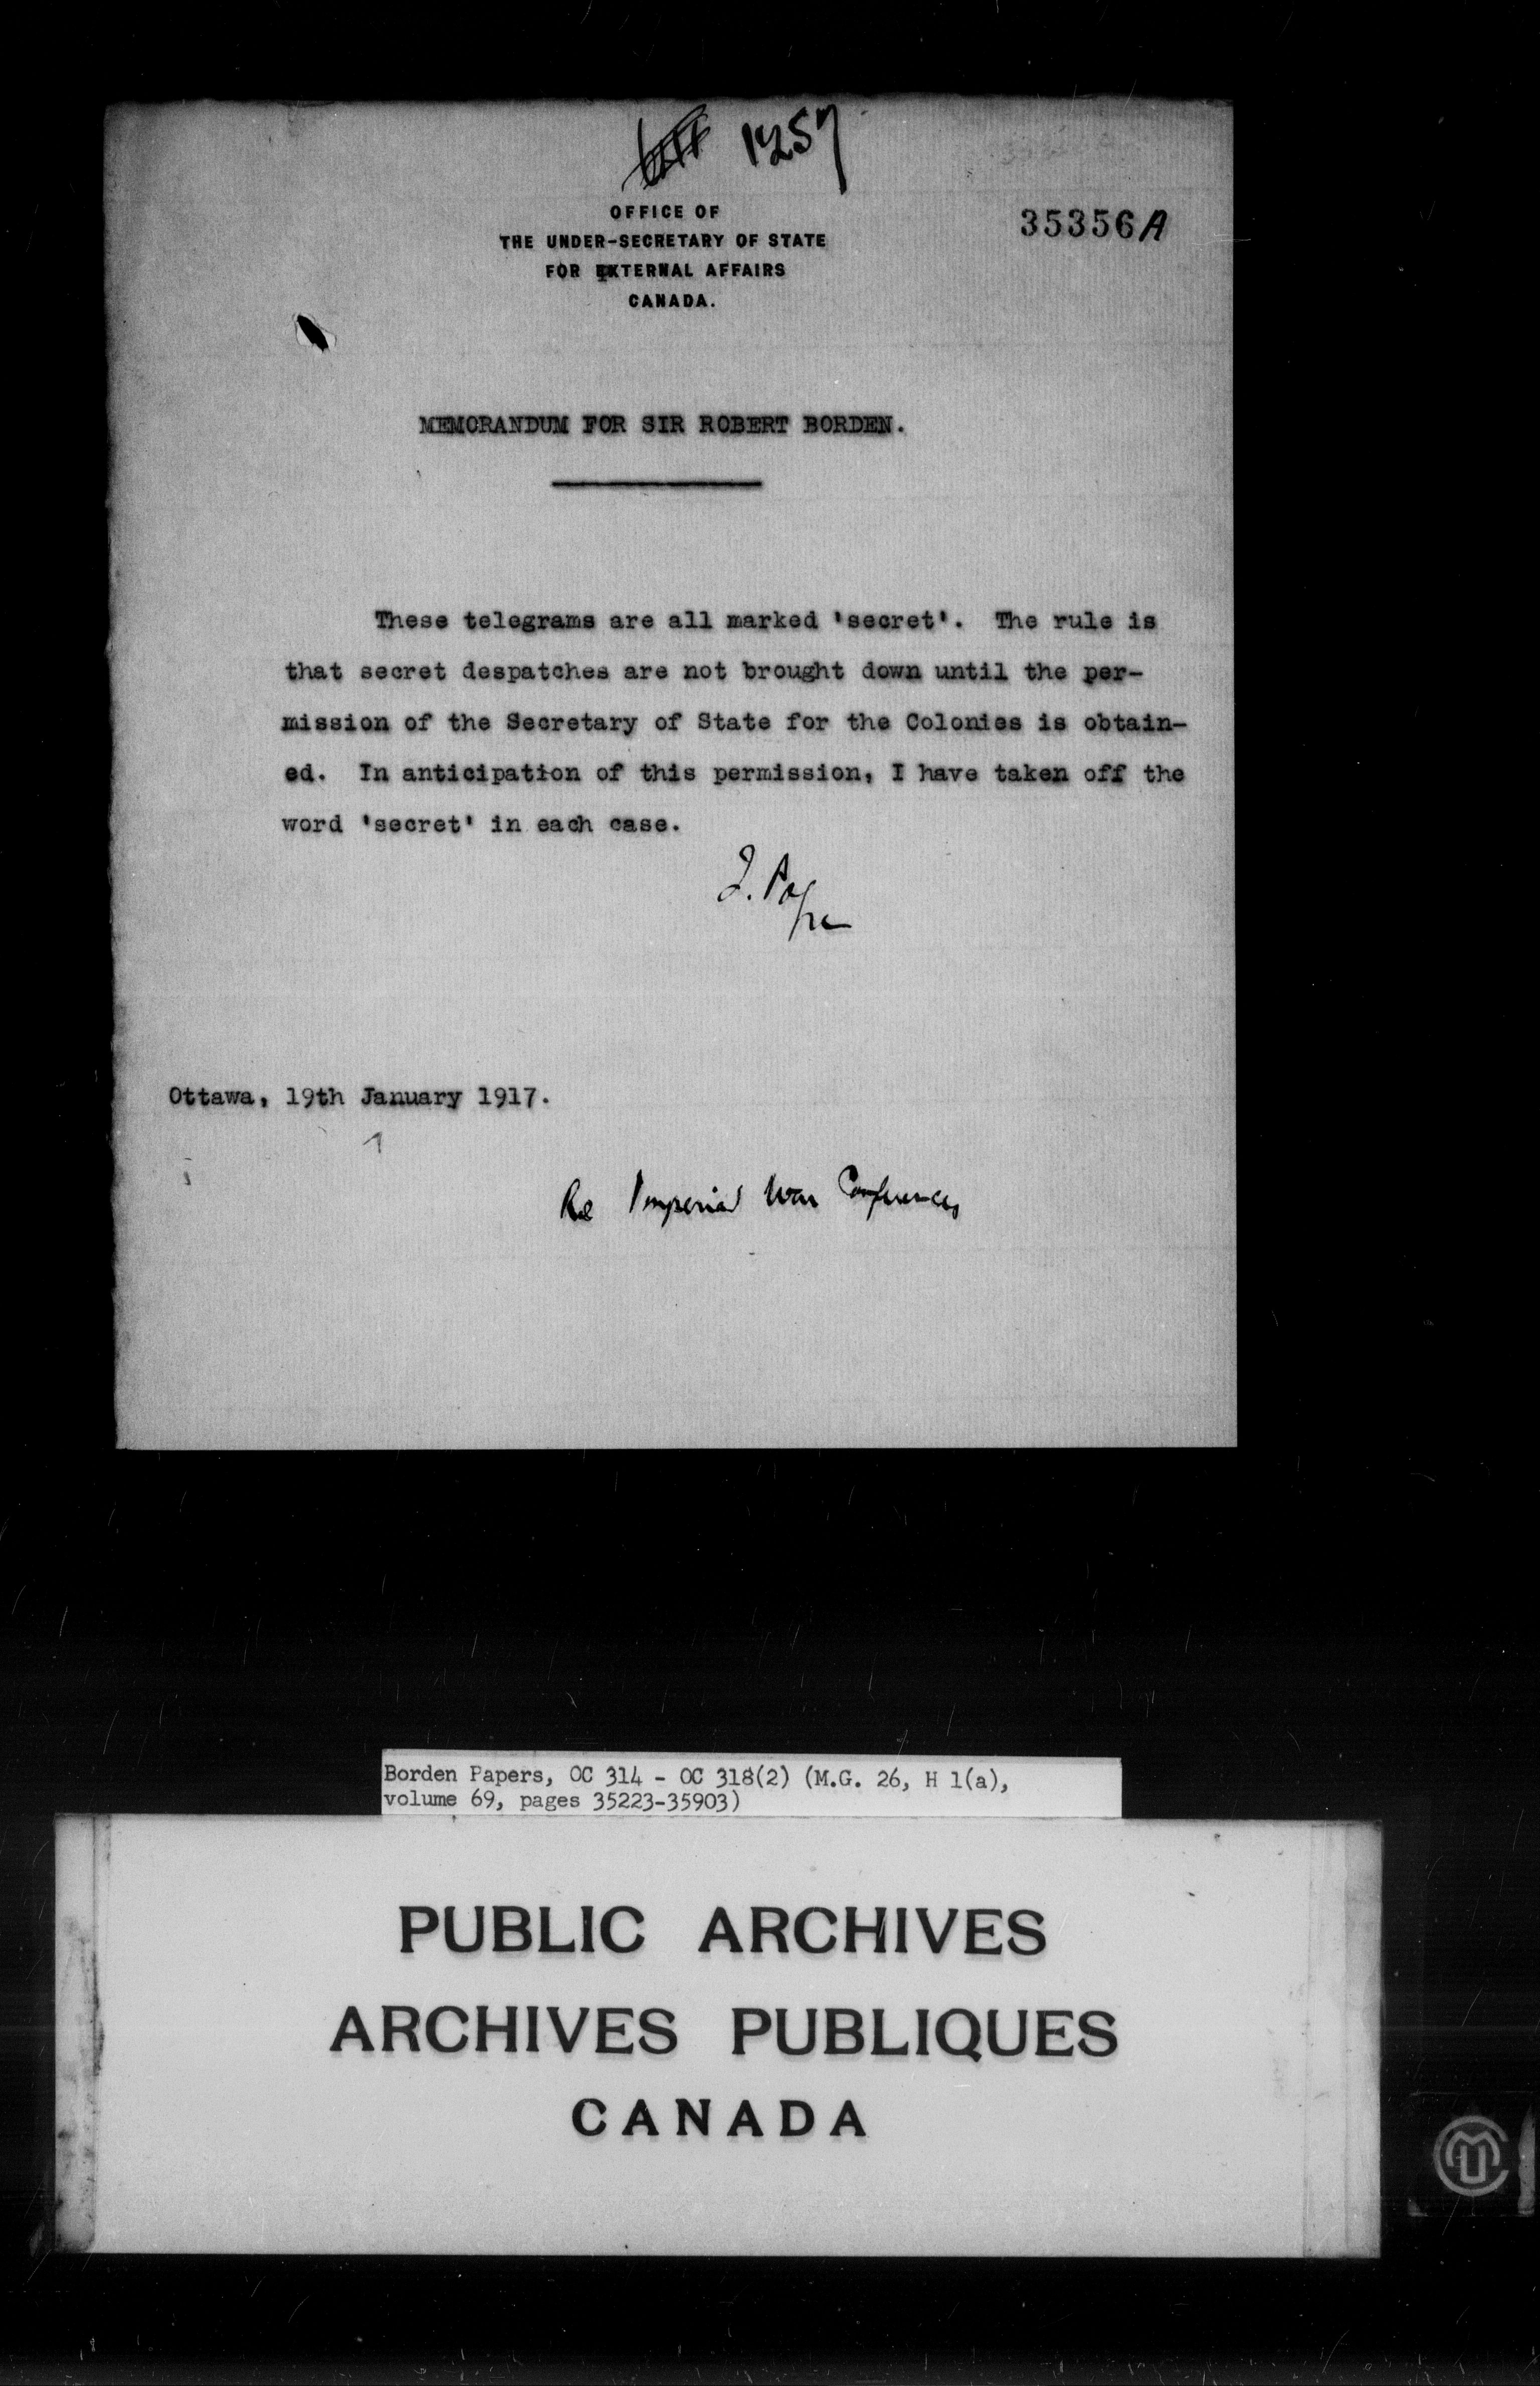 1257
35356A
OFFICE OF
THE UNDER-SECRETARY OF STATE
FOR EXTERNAL AFFAIRS
CANADA.
MEMORANDUM FOR SIR ROBERT BORDEN.
These telegrams are all marked 'secret'. The rule is
that secret despatches are not brought down until the per-
mission of the Secretary of State for the Colonies is obtain-
ed. In anticipation of this permission, I have taken off the
word 'secret' in each case.
J. Pope
Ottawa, 19th January 1917.
Re Imperial War Conferences
Borden Papers, OC 314 - OC 318(2) (M.G. 26, H 1(a),
volume 69, pages 35223-35903)
PUBLIC ARCHIVES
ARCHIVES PUBLIQUES
CANADA